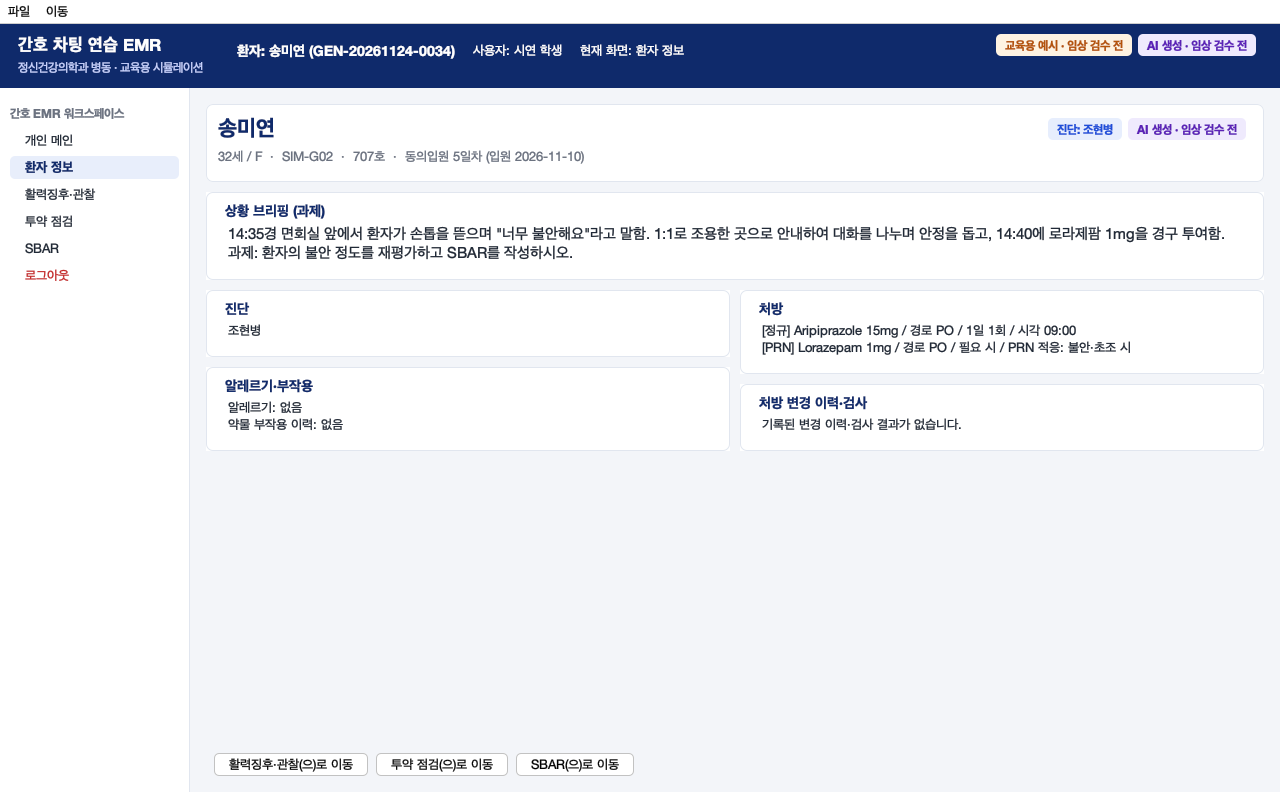 파일 이동
간호 차팅 연습 EMR
정신건강의학과 병동 · 교육용 시뮬레이션
환자: 송미연 (GEN-20261124-0034) 사용자: 시연 학생 현재 화면: 환자 정보
교육용 예시 · 임상 검수 전 AI 생성 · 임상 검수 전
간호 EMR 워크스페이스
개인 메인
환자 정보
활력징후·관찰
투약 점검
SBAR
로그아웃
송미연
진단: 조현병 AI 생성 · 임상 검수 전
32세 / F · SIM-G02 · 707호 · 동의입원 5일차 (입원 2026-11-10)
상황 브리핑 (과제)
14:35경 면회실 앞에서 환자가 손톱을 뜯으며 "너무 불안해요"라고 말함. 1:1로 조용한 곳으로 안내하여 대화를 나누며 안정을 돕고, 14:40에 로라제팜 1mg을 경구 투여함.
과제: 환자의 불안 정도를 재평가하고 SBAR를 작성하시오.
진단
조현병
알레르기·부작용
알레르기: 없음
약물 부작용 이력: 없음
처방
[정규] Aripiprazole 15mg / 경로 PO / 1일 1회 / 시각 09:00
[PRN] Lorazepam 1mg / 경로 PO / 필요 시 / PRN 적응: 불안·초조 시
처방 변경 이력·검사
기록된 변경 이력·검사 결과가 없습니다.
활력징후·관찰(으)로 이동 투약 점검(으)로 이동 SBAR(으)로 이동